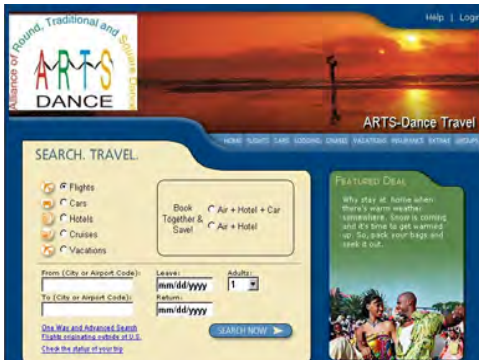 Help | Login
Alliance of Round, Traditional and Square Dance
A·R·T·S
DANCE
ARTS-Dance Travel
HOME FLIGHTS CARS LODGING CRUISES VACATIONS INSURANCE EXTRAS GROUPS
SEARCH. TRAVEL.
Flights
Cars
Hotels
Cruises
Vacations
Book
Together &
Save!
Air + Hotel + Car
Air + Hotel
FEATURED DEAL
Why stay at home when
there's warm weather
somewhere. Snow is coming
and it's time to get warmed
up. So, pack your bags and
seek it out.
From (City or Airport Code):
Leave:
Adults:
mm/dd/yyyy
1
To (City or Airport Code):
Return:
mm/dd/yyyy
One Way and Advanced Search
Flights originating outside of U.S.
Check the status of your trip
SEARCH NOW